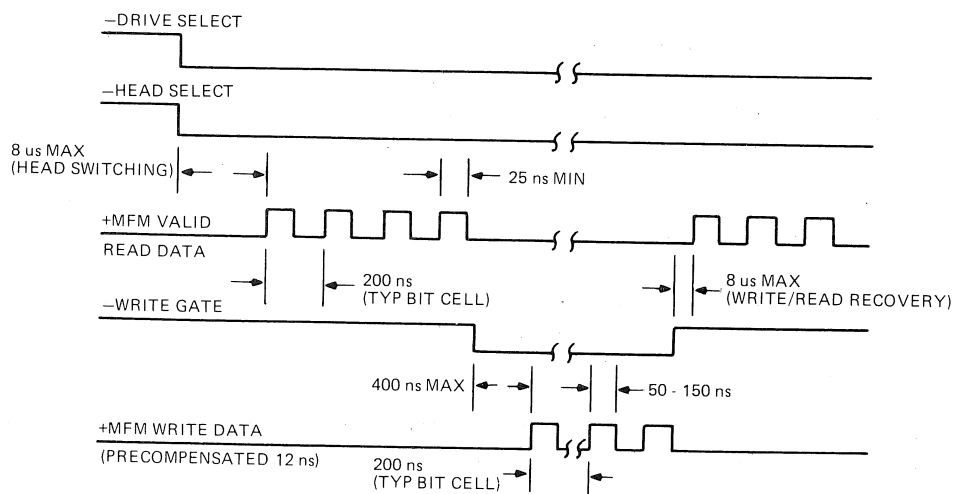 –DRIVE SELECT
–HEAD SELECT
8 us MAX
(HEAD SWITCHING)
25 ns MIN
+MFM VALID
READ DATA
200 ns
(TYP BIT CELL)
8 us MAX
(WRITE/READ RECOVERY)
–WRITE GATE
400 ns MAX
50 - 150 ns
+MFM WRITE DATA
(PRECOMPENSATED 12 ns)
200 ns
(TYP BIT CELL)